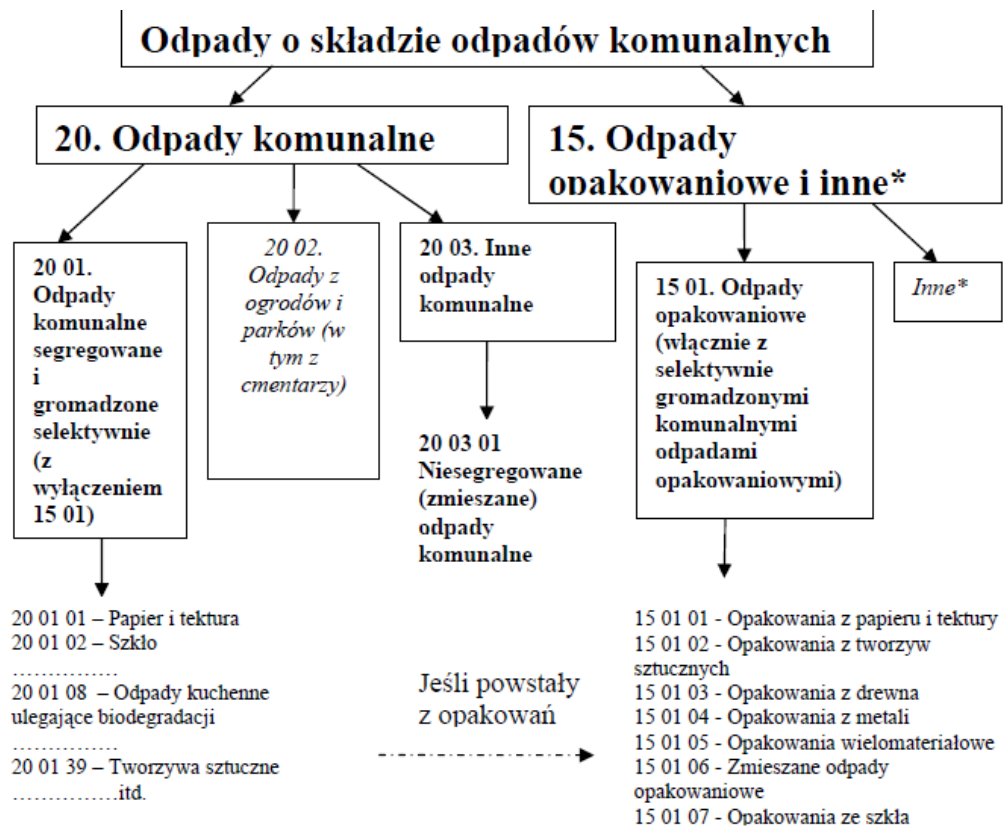 Odpady o składzie odpadów komunalnych
20. Odpady komunalne
15. Odpady
opakowaniowe i inne*
20 01.
Odpady
komunalne
segregowane
i
gromadzone
selektywnie
(z
wyłączeniem
15 01)
20 02.
Odpady z
ogrodów i
parków (w
tym z
cmentarzy)
20 03. Inne
odpady
komunalne
20 03 01
Niesegregowane
(zmieszane)
odpady
komunalne
15 01. Odpady
opakowaniowe
(włącznie z
selektywnie
gromadzonymi
komunalnymi
odpadami
opakowaniowymi)
Inne*
20 01 01 – Papier i tektura
20 01 02 – Szkło
……………
20 01 08 – Odpady kuchenne
ulegające biodegradacji
……………
20 01 39 – Tworzywa sztuczne
……………itd.
Jeśli powstały
z opakowań
15 01 01 - Opakowania z papieru i tektury
15 01 02 - Opakowania z tworzyw
sztucznych
15 01 03 - Opakowania z drewna
15 01 04 - Opakowania z metali
15 01 05 - Opakowania wielomateriałowe
15 01 06 - Zmieszane odpady
opakowaniowe
15 01 07 - Opakowania ze szkła